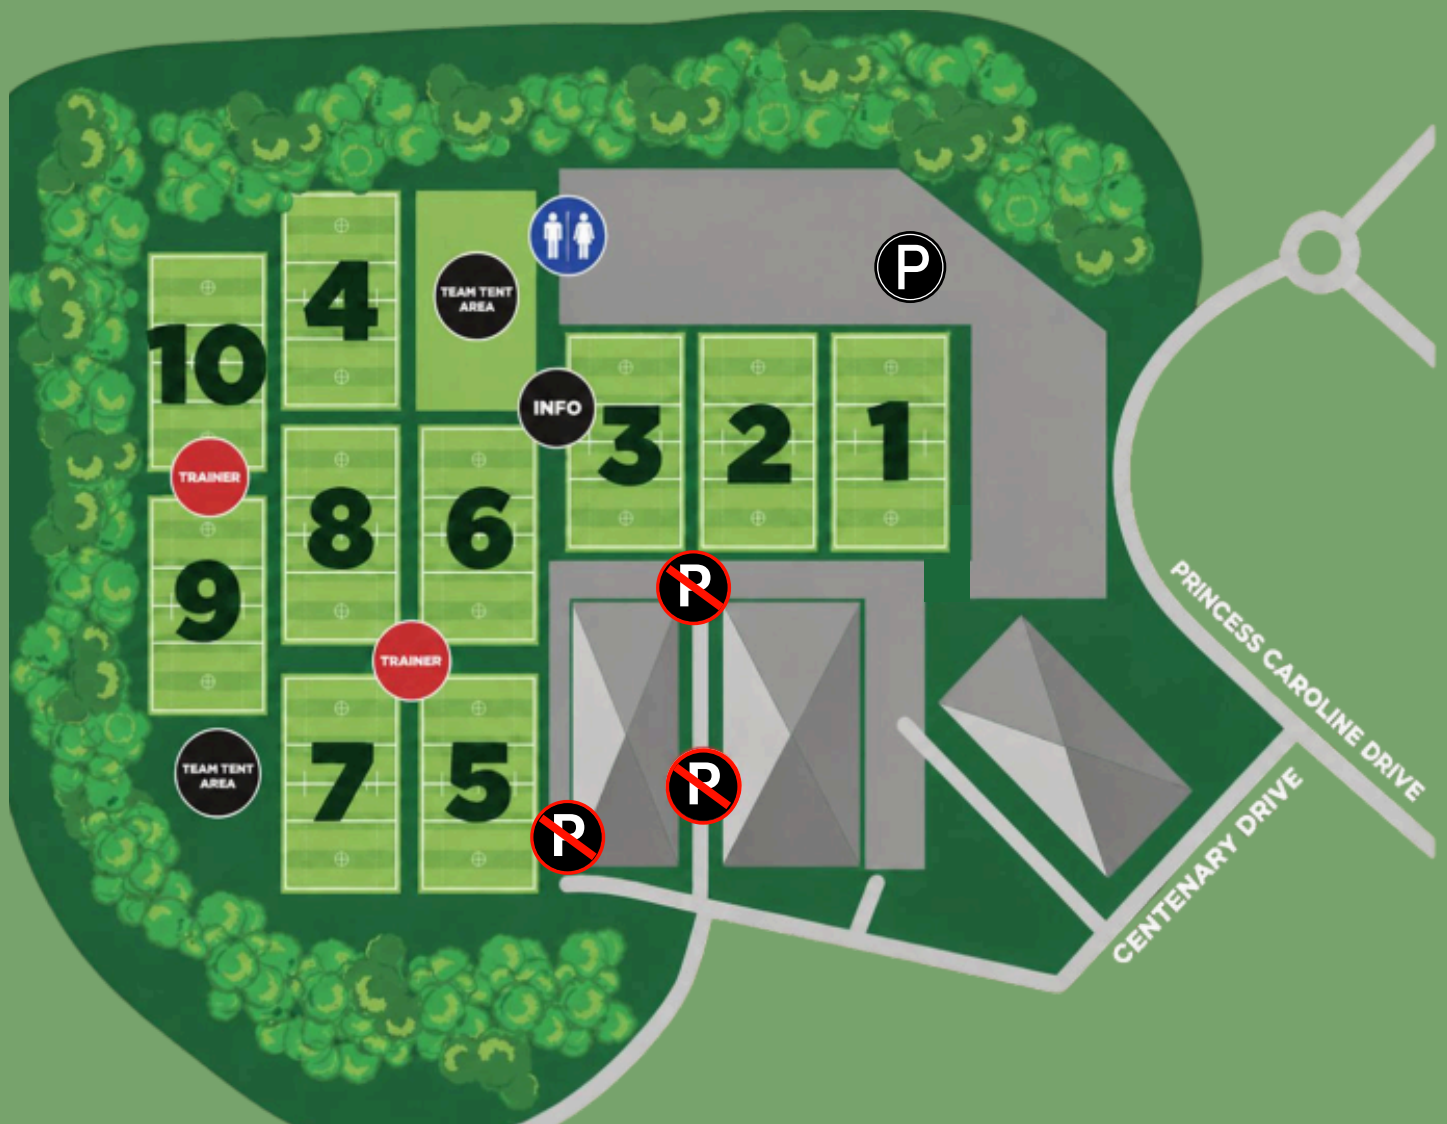 P
4
TEAM TENT
AREA
10
INFO
3
2
1
TRAINER
8
6
9
P
TRAINER
PRINCESS CAROLINE DRIVE
TEAM TENT
AREA
7
5
P
P
CENTENARY DRIVE